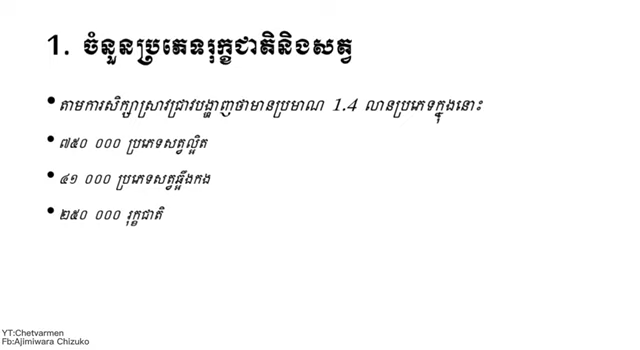 1. ចំនួនប្រភេទរុក្ខជាតិនិងសត្វ
• តាមការសិក្សាស្រាវជ្រាវបង្ហាញថាមានប្រមាណ 1.4 លានប្រភេទក្នុងនោះ
• ៧៥០ ០០០ ប្រភេទសត្វល្អិត
• ៤១ ០០០ ប្រភេទសត្វឆ្អឹងកង
• ២៥០ ០០០ រុក្ខជាតិ
YT:Chetvarmen
Fb:Ajimiwara Chizuko